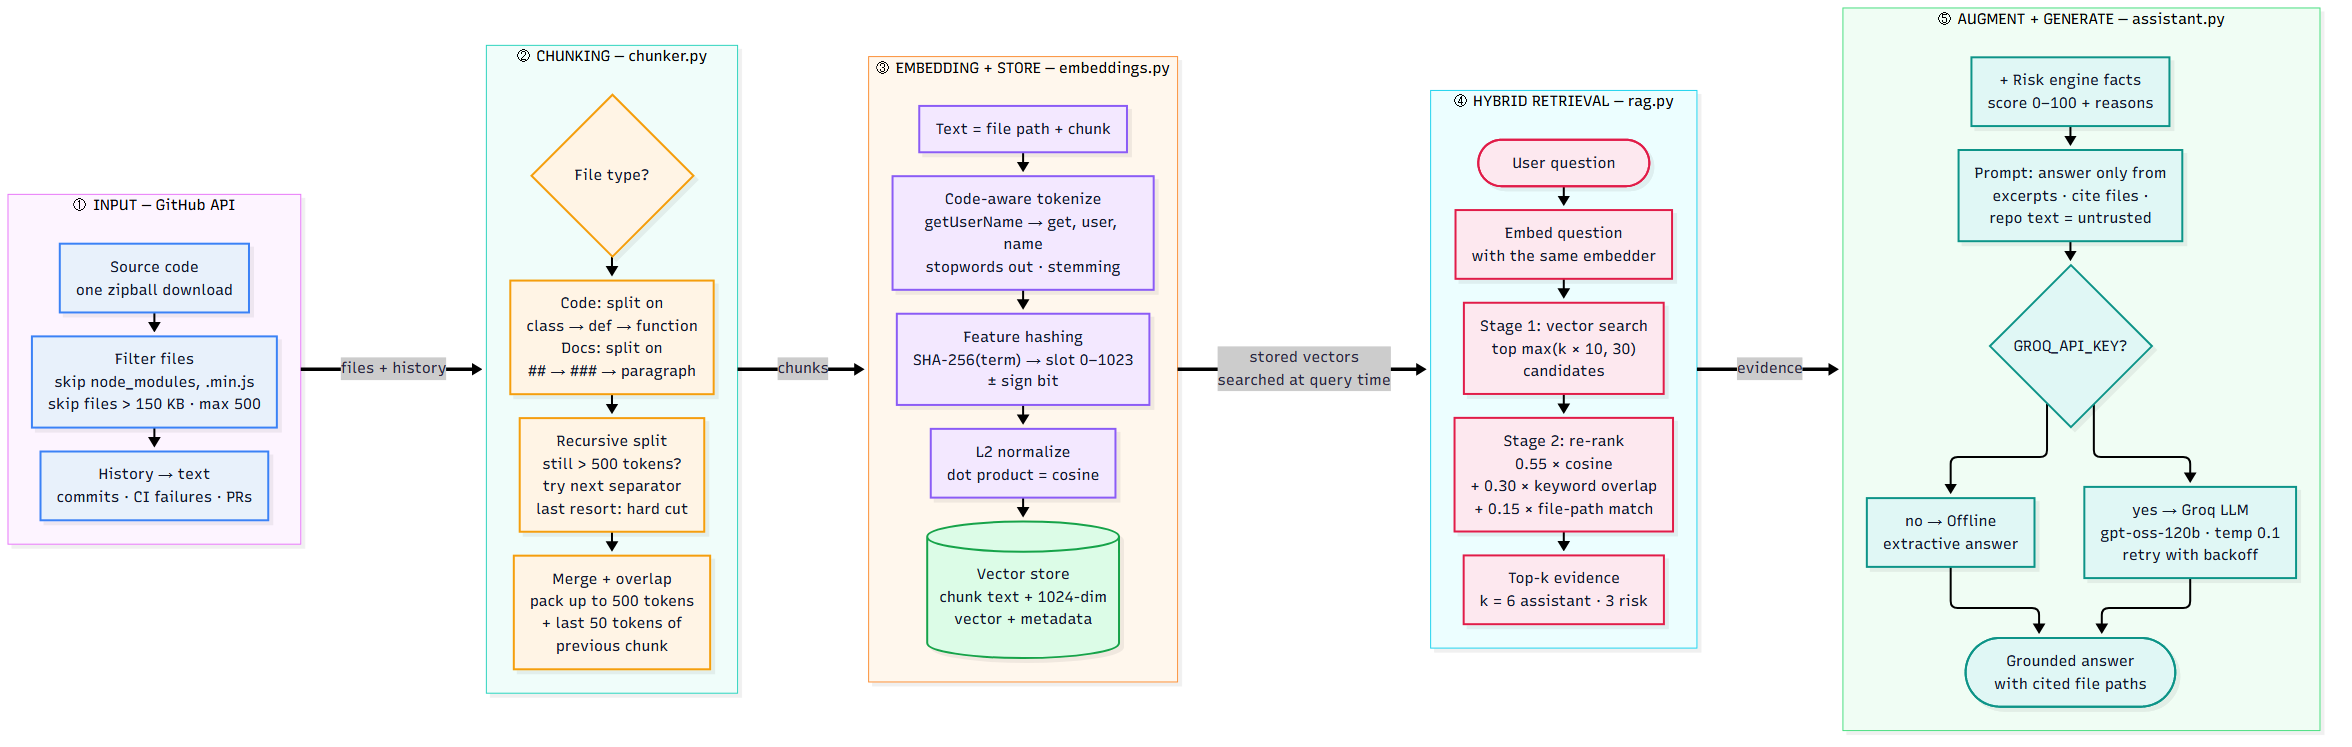 ① INPUT — GitHub API
Source code
one zipball download
Filter files
skip node_modules, .min.js
skip files > 150 KB · max 500
History → text
commits · CI failures · PRs
files + history
② CHUNKING — chunker.py
File type?
Code: split on
class → def → function
Docs: split on
## → ### → paragraph
Recursive split
still > 500 tokens?
try next separator
last resort: hard cut
Merge + overlap
pack up to 500 tokens
+ last 50 tokens of
previous chunk
chunks
③ EMBEDDING + STORE — embeddings.py
Text = file path + chunk
Code-aware tokenize
getUserName → get, user,
name
stopwords out · stemming
Feature hashing
SHA-256(term) → slot 0–1023
± sign bit
L2 normalize
dot product = cosine
Vector store
chunk text + 1024-dim
vector + metadata
stored vectors
searched at query time
④ HYBRID RETRIEVAL — rag.py
User question
Embed question
with the same embedder
Stage 1: vector search
top max(k × 10, 30)
candidates
Stage 2: re-rank
0.55 × cosine
+ 0.30 × keyword overlap
+ 0.15 × file-path match
Top-k evidence
k = 6 assistant · 3 risk
evidence
⑤ AUGMENT + GENERATE — assistant.py
+ Risk engine facts
score 0–100 + reasons
Prompt: answer only from
excerpts · cite files ·
repo text = untrusted
GROQ_API_KEY?
no → Offline
extractive answer
yes → Groq LLM
gpt-oss-120b · temp 0.1
retry with backoff
Grounded answer
with cited file paths